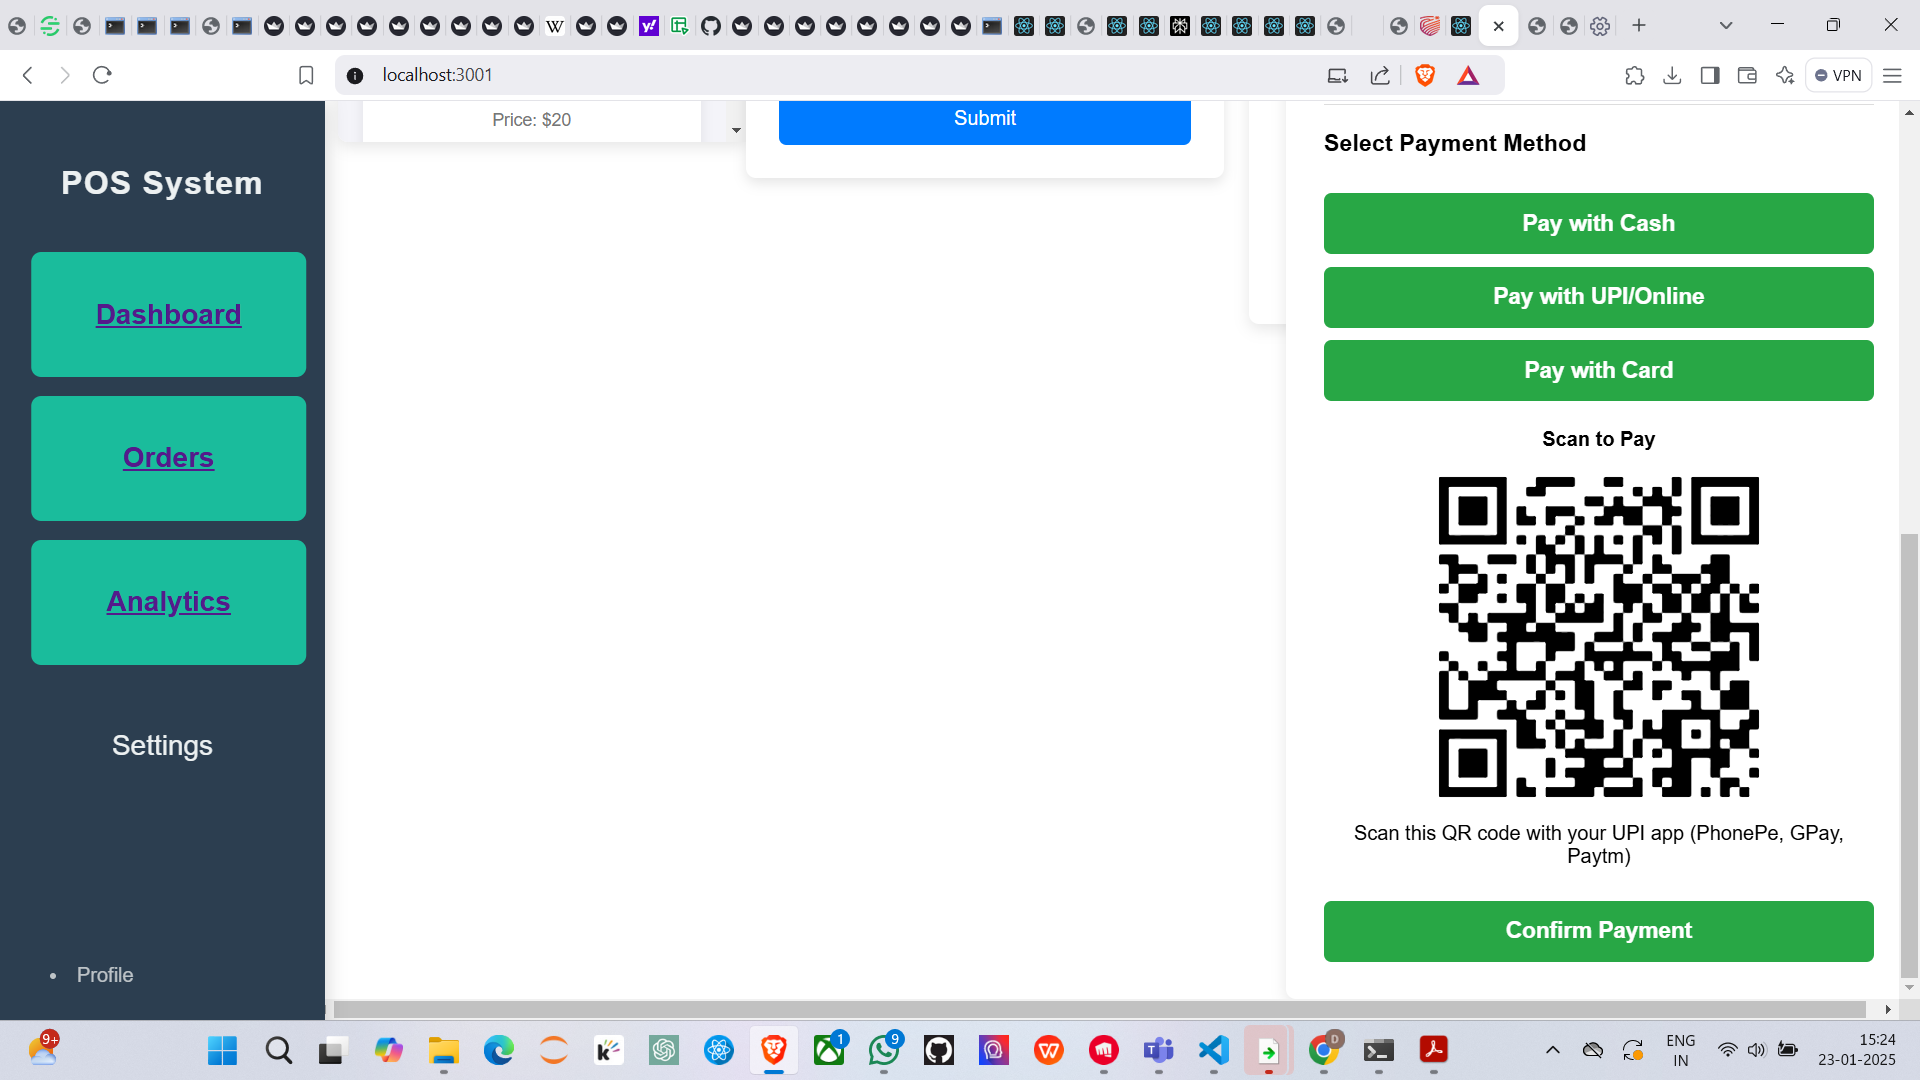 localhost:3001
VPN
POS System
Dashboard
Orders
Analytics
Settings
Profile
Price: $20
Submit
Select Payment Method
Pay with Cash
Pay with UPI/Online
Pay with Card
Scan to Pay
Scan this QR code with your UPI app (PhonePe, GPay,
Paytm)
Confirm Payment
9+
1
9
D
ENG
IN
15:24
23-01-2025